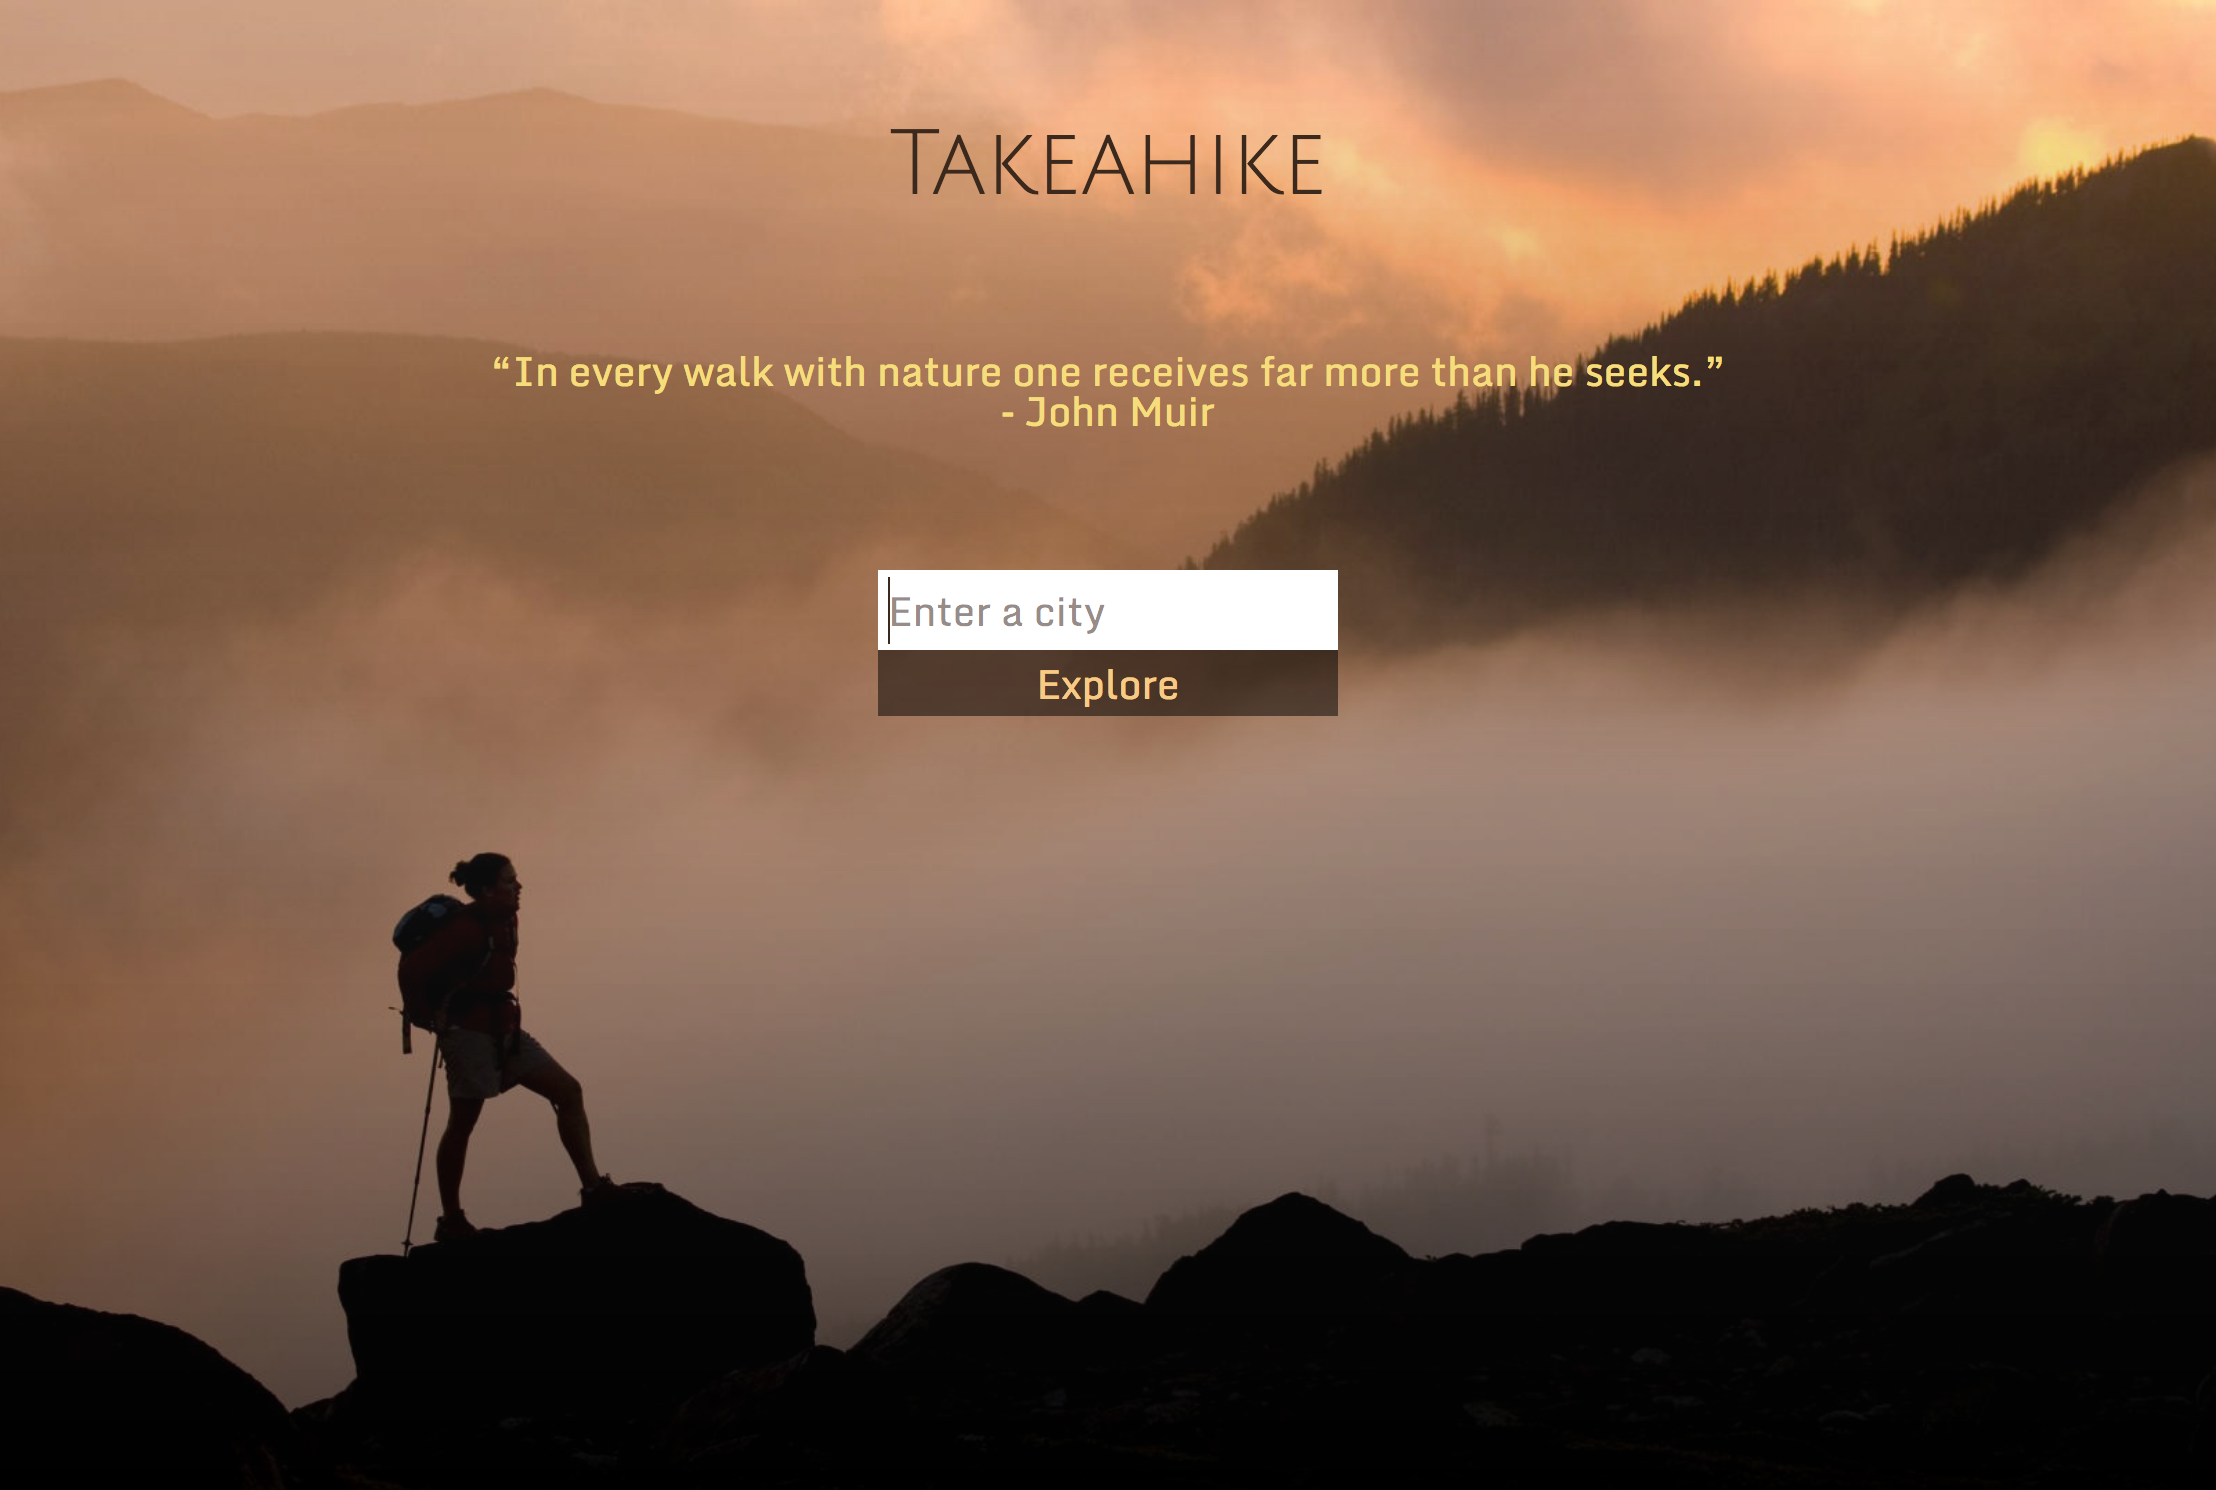 TAKEAHIKE
“In every walk with nature one receives far more than he seeks.”
- John Muir
Enter a city
Explore